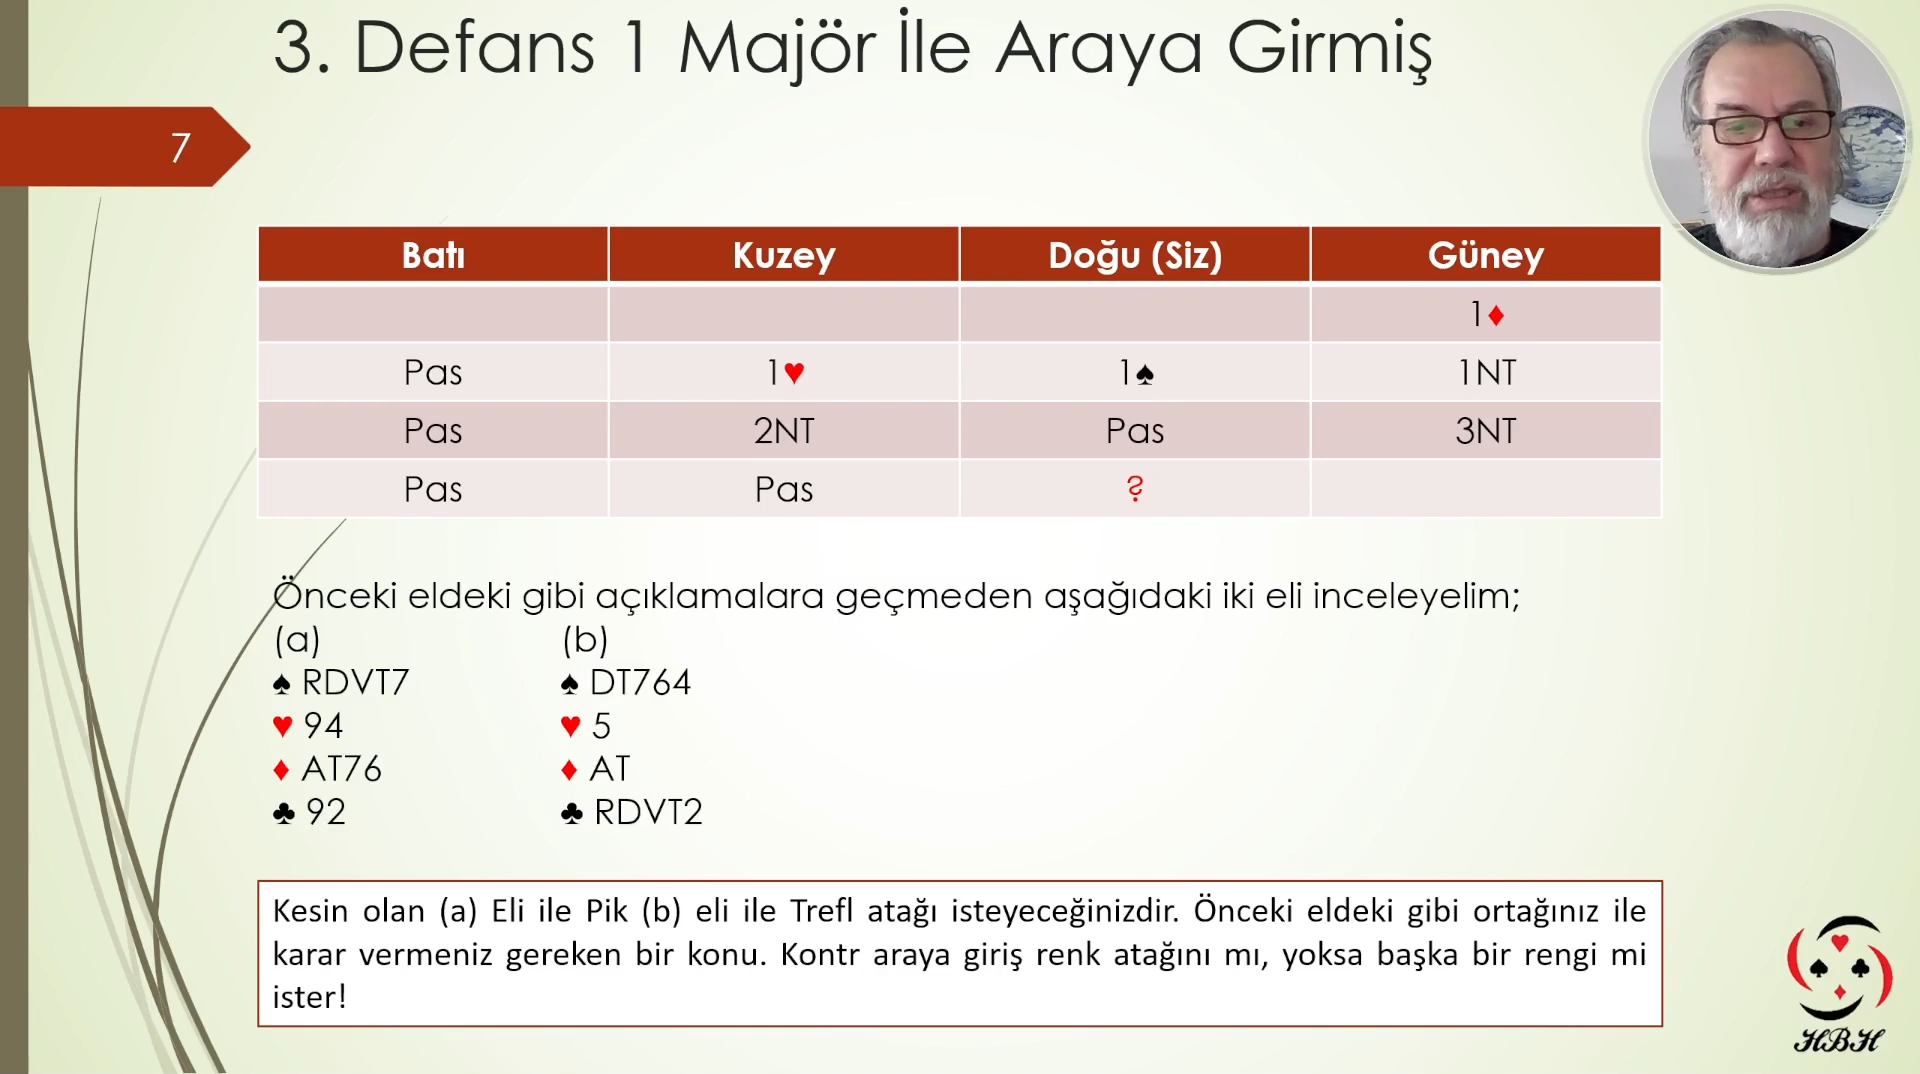 3. Defans 1 Majör İle Araya Girmiş
7
Batı Kuzey Doğu (Siz) Güney
1♦
Pas 1♥ 1♠ 1NT
Pas 2NT Pas 3NT
Pas Pas ?
Önceki eldeki gibi açıklamalara geçmeden aşağıdaki iki eli inceleyelim;
(a) (b)
♠ RDVT7 ♠ DT764
♥ 94 ♥ 5
♦ AT76 ♦ AT
♣ 92 ♣ RDVT2
Kesin olan (a) Eli ile Pik (b) eli ile Trefl atağı isteyeceğinizdir. Önceki eldeki gibi ortağınız ile
karar vermeniz gereken bir konu. Kontr araya giriş renk atağını mı, yoksa başka bir rengi mi
ister!
HBH